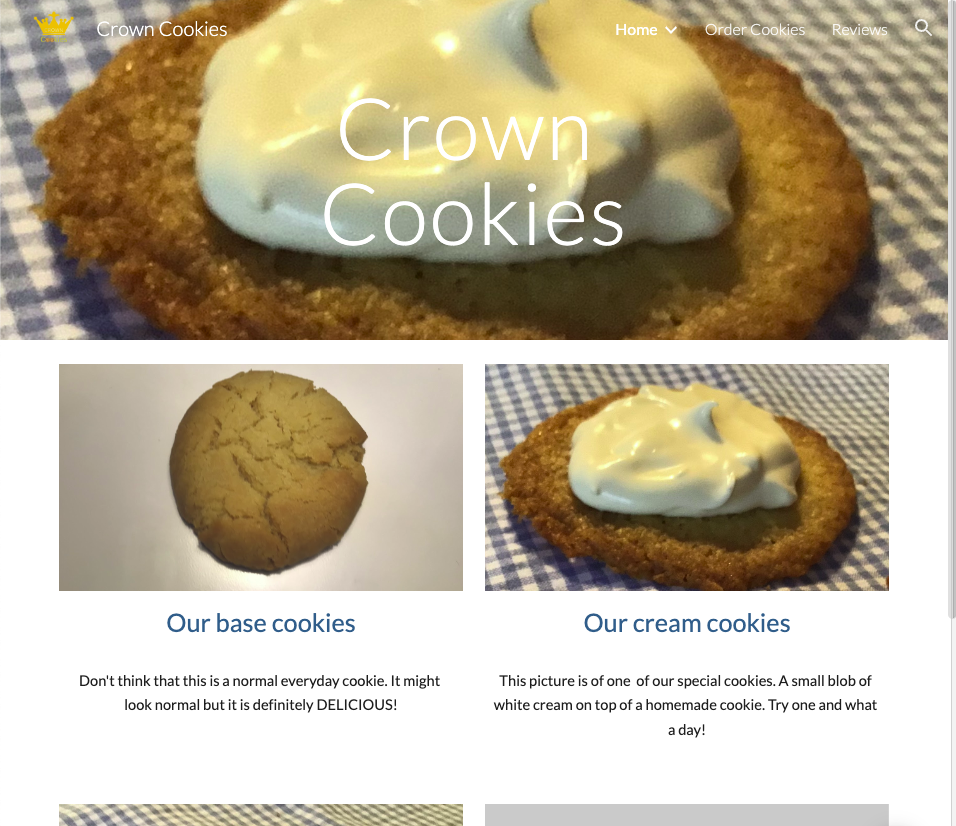 Crown Cookies
Home
Order Cookies
Reviews
Crown
Cookies
Our base cookies
Don't think that this is a normal everyday cookie. It might
look normal but it is definitely DELICIOUS!
Our cream cookies
This picture is of one  of our special cookies. A small blob of
white cream on top of a homemade cookie. Try one and what
a day!